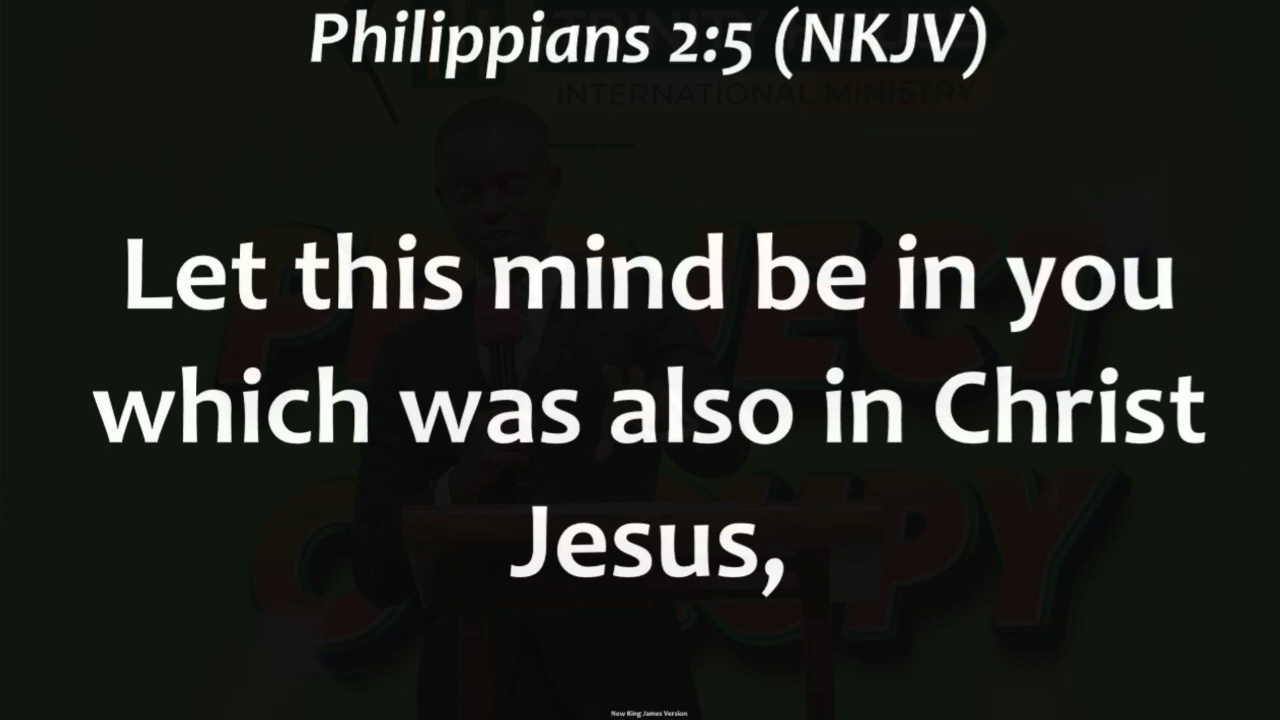 Philippians 2:5 (NKJV)
INTERNATIONAL MINISTRY
Let this mind be in you
which was also in Christ
Jesus,
New King James Version